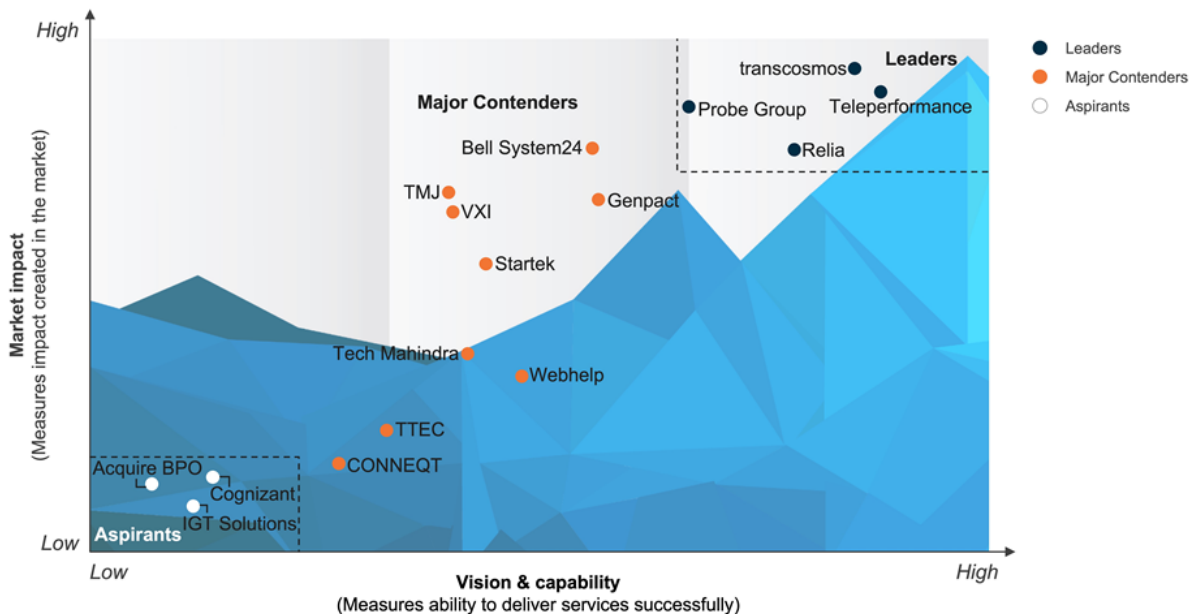 High
Leaders
Major Contenders
Aspirants
transcosmos
Leaders
Major Contenders
Probe Group
Teleperformance
Bell System24
Relia
TMJ
Genpact
VXI
Startek
Market impact
(Measures impact created in the market)
Tech Mahindra
Webhelp
TTEC
CONNEQT
Acquire BPO
Cognizant
IGT Solutions
Aspirants
Low
Low
High
Vision & capability
(Measures ability to deliver services successfully)